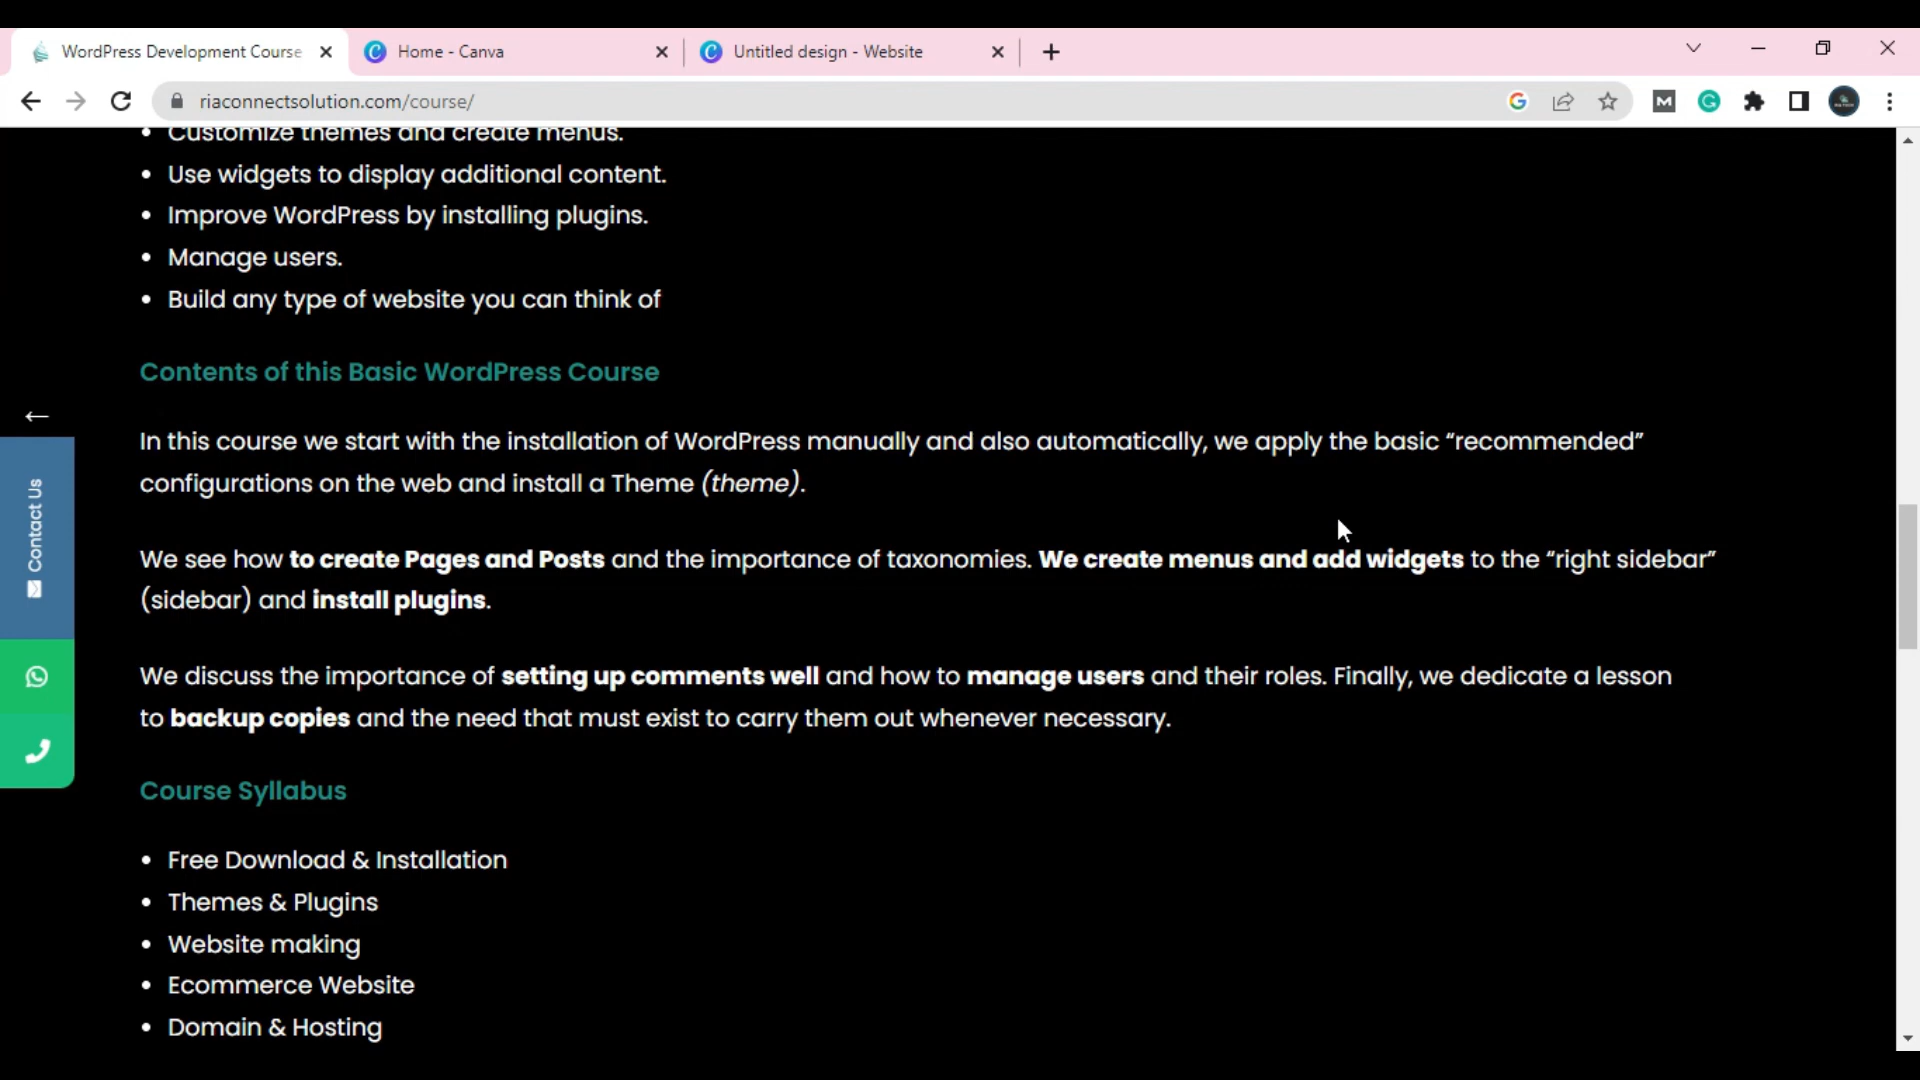 WordPress Development Course
Home - Canva
Untitled design - Website
riaconnectsolution.com/course/
• Customize themes and create menus.
• Use widgets to display additional content.
• Improve WordPress by installing plugins.
• Manage users.
• Build any type of website you can think of
Contents of this Basic WordPress Course
In this course we start with the installation of WordPress manually and also automatically, we apply the basic “recommended”
configurations on the web and install a Theme (theme).
We see how to create Pages and Posts and the importance of taxonomies. We create menus and add widgets to the “right sidebar”
(sidebar) and install plugins.
We discuss the importance of setting up comments well and how to manage users and their roles. Finally, we dedicate a lesson
to backup copies and the need that must exist to carry them out whenever necessary.
Course Syllabus
• Free Download & Installation
• Themes & Plugins
• Website making
• Ecommerce Website
• Domain & Hosting
Contact Us